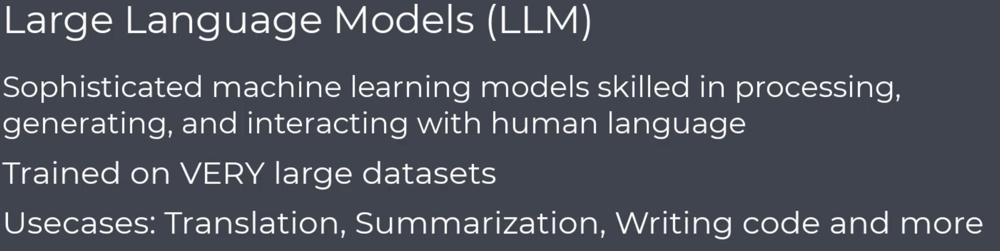 Large Language Models (LLM)
Sophisticated machine learning models skilled in processing,
generating, and interacting with human language
Trained on VERY large datasets
Usecases: Translation, Summarization, Writing code and more